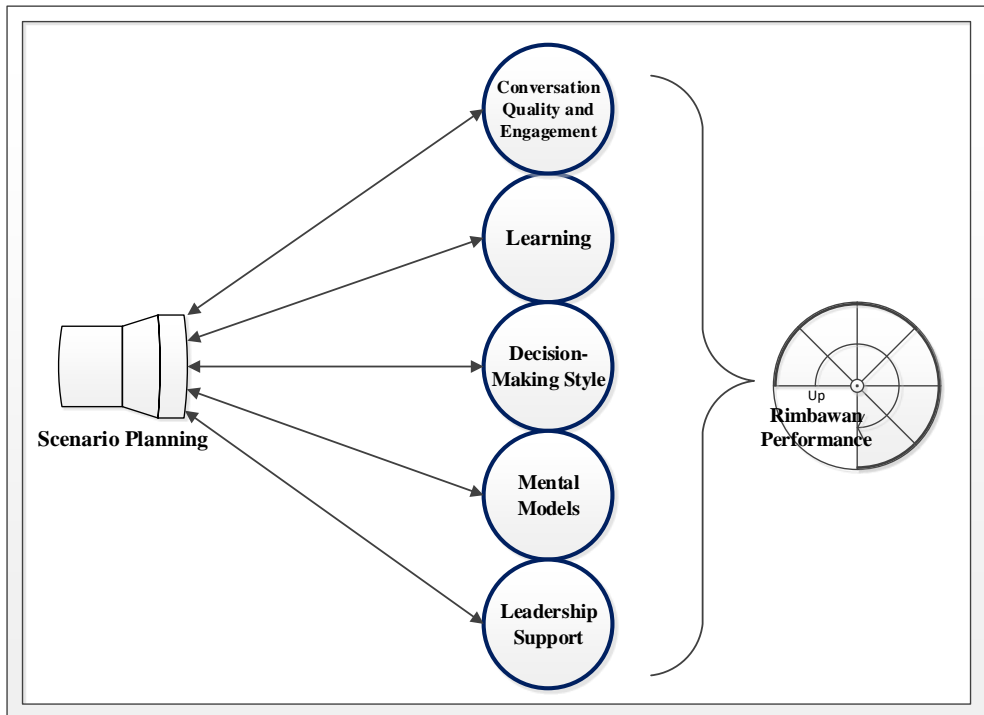 Conversation
Quality and
Engagement
Learning
Decision-
Making Style
Mental
Models
Leadership
Support
Scenario Planning
Up
Rimbawan
Performance